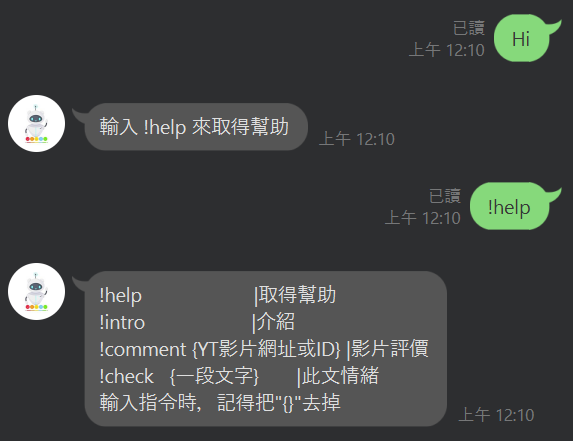 已讀
上午 12:10
Hi
輸入 !help 來取得幫助
上午 12:10
已讀
上午 12:10
!help
!help |取得幫助
!intro |介紹
!comment {YT影片網址或ID} |影片評價
!check {一段文字} |此文情緒
輸入指令時，記得把"{}"去掉
上午 12:10